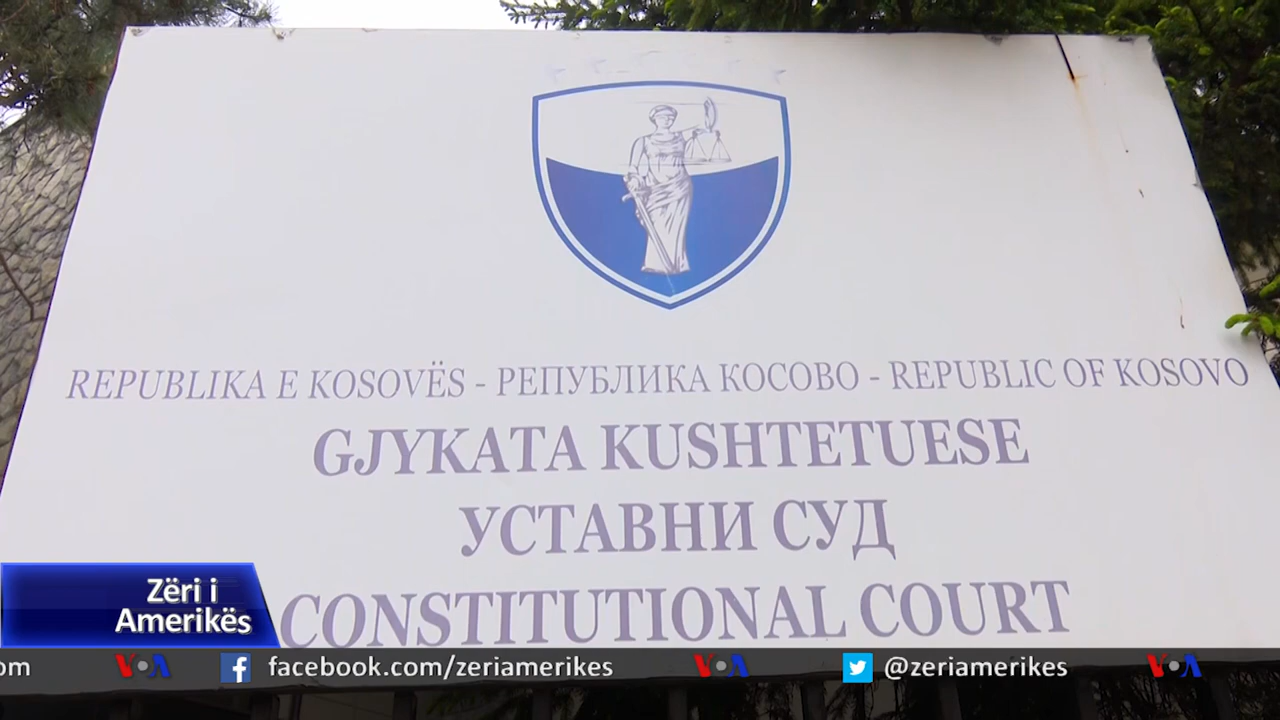 REPUBLIKA E KOSOVËS - РЕПУБЛИКА КОСОВО - REPUBLIC OF KOSOVO
GJYKATA KUSHTETUESE
УСТАВНИ СУД
CONSTITUTIONAL COURT
Zëri i
Amerikës
om VOA facebook.com/zeriamerikes VOA @zeriamerikes VOA